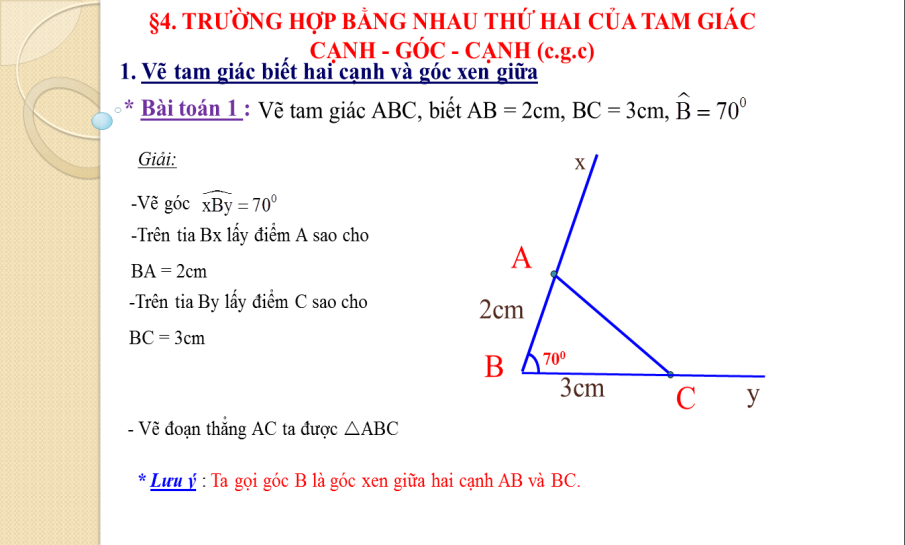 §4. TRƯỜNG HỢP BẰNG NHAU THỨ HAI CỦA TAM GIÁC
CẠNH - GÓC - CẠNH (c.g.c)
1. Vẽ tam giác biết hai cạnh và góc xen giữa
* Bài toán 1 : Vẽ tam giác ABC, biết AB = 2cm, BC = 3cm, B̂ = 70⁰
Giải:
-Vẽ góc xBy = 70⁰
-Trên tia Bx lấy điểm A sao cho
BA = 2cm
-Trên tia By lấy điểm C sao cho
BC = 3cm
- Vẽ đoạn thẳng AC ta được △ABC
* Lưu ý : Ta gọi góc B là góc xen giữa hai cạnh AB và BC.
x
A
2cm
B
70⁰
3cm
C
y